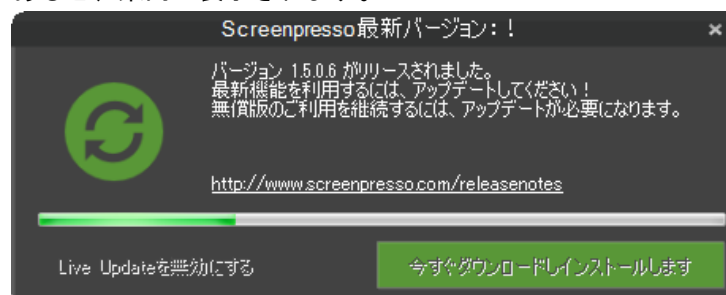 Screenpresso最新バージョン: !
バージョン 1.5.0.6 がリリースされました。
最新機能を利用するには、アップデートしてください!
無償版のご利用を継続するには、アップデートが必要になります。
http://www.screenpresso.com/releasenotes
Live Updateを無効にする
今すぐダウンロードしインストールします